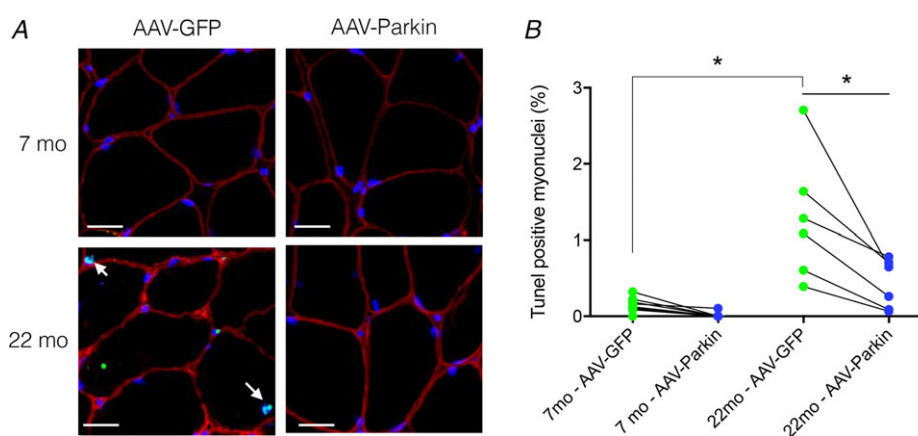 A
AAV-GFP
AAV-Parkin
7 mo
22 mo
B
*
*
Tunel positive myonuclei (%)
3
2
1
0
7mo - AAV-GFP
7 mo - AAV-Parkin
22mo - AAV-GFP
22mo - AAV-Parkin